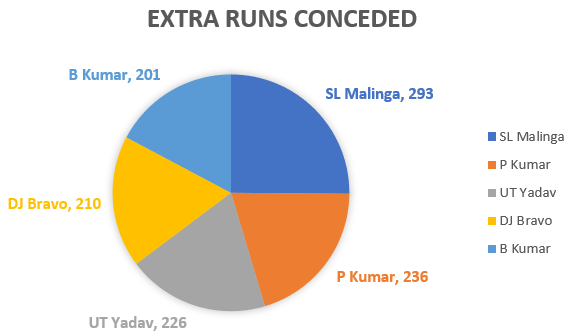 EXTRA RUNS CONCEDED
B Kumar, 201
SL Malinga, 293
DJ Bravo, 210
P Kumar, 236
UT Yadav, 226
SL Malinga
P Kumar
UT Yadav
DJ Bravo
B Kumar